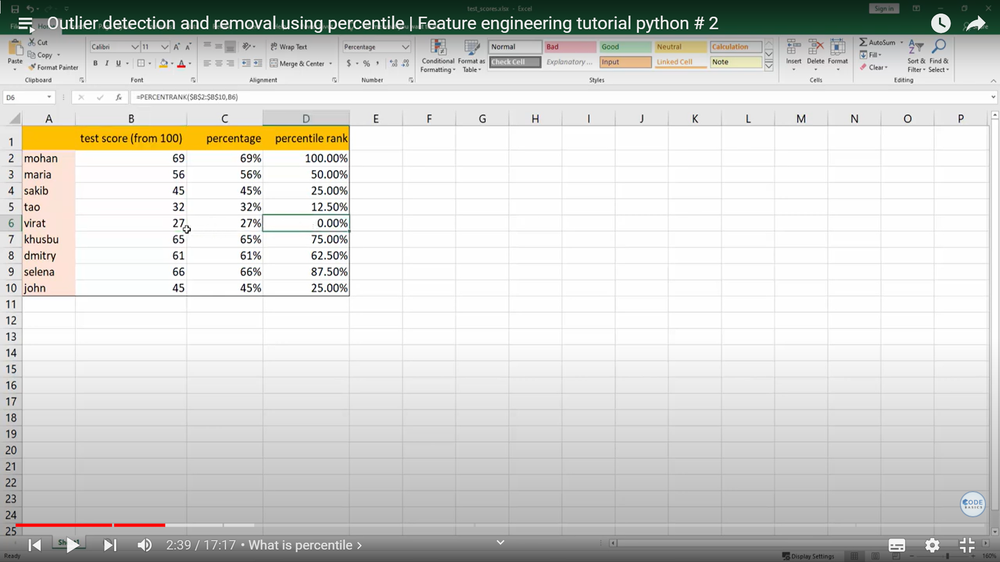 test_scores.xlsx - Excel
Sign in
Outlier detection and removal using percentile | Feature engineering tutorial python # 2
Cut
Copy
Format Painter
Paste
Clipboard
Calibri
11
B I U
Font
Wrap Text
Merge & Center
Alignment
Percentage
$ % ,
Number
Conditional Formatting
Format as Table
Normal Bad Good Neutral Calculation
Check Cell Explanatory ... Input Linked Cell Note
Styles
Insert Delete Format
Cells
AutoSum
Fill
Clear
Sort & Filter
Find & Select
Editing
D6 fx =PERCENTRANK($B$2:$B$10,B6)
A B C D E F G H I J K L M N O P
1 test score (from 100) percentage percentile rank
2 mohan 69 69% 100.00%
3 maria 56 56% 50.00%
4 sakib 45 45% 25.00%
5 tao 32 32% 12.50%
6 virat 27 27% 0.00%
7 khusbu 65 65% 75.00%
8 dmitry 61 61% 62.50%
9 selena 66 66% 87.50%
10 john 45 45% 25.00%
11
12
13
14
15
16
17
18
19
20
21
22
23
24
25
CODE
BASICS
2:39 / 17:17 • What is percentile
Ready
Display Settings
160%